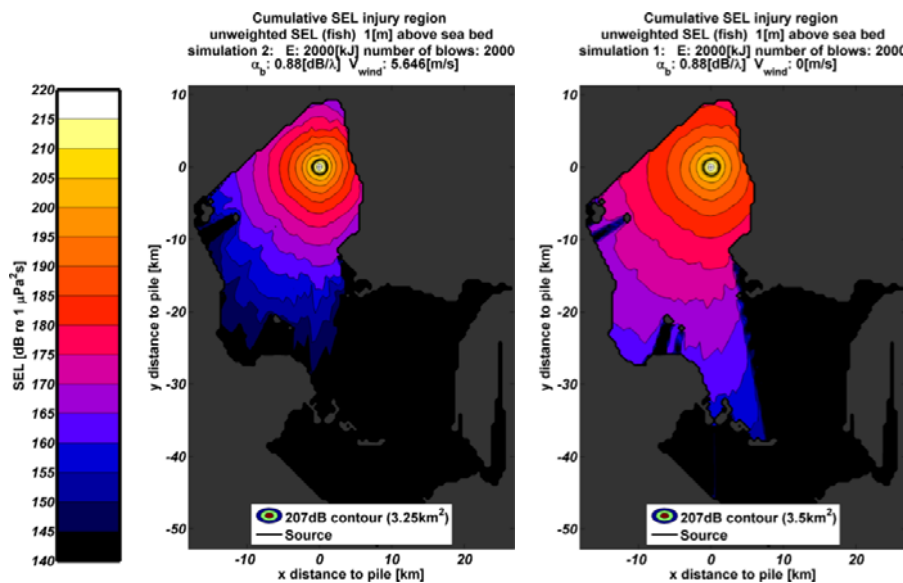 Cumulative SEL injury region
unweighted SEL (fish) 1[m] above sea bed
simulation 2: E: 2000[kJ] number of blows: 2000
α_b: 0.88[dB/λ] V_wind: 5.646[m/s]
Cumulative SEL injury region
unweighted SEL (fish) 1[m] above sea bed
simulation 1: E: 2000[kJ] number of blows: 2000
α_b: 0.88[dB/λ] V_wind: 0[m/s]
SEL [dB re 1 μPa²s]
220
215
210
205
200
195
190
185
180
175
170
165
160
155
150
145
140
y distance to pile [km]
10
0
-10
-20
-30
-40
-50
207dB contour (3.25km²)
Source
-10
0
10
20
x distance to pile [km]
y distance to pile [km]
10
0
-10
-20
-30
-40
-50
207dB contour (3.5km²)
Source
-10
0
10
20
x distance to pile [km]